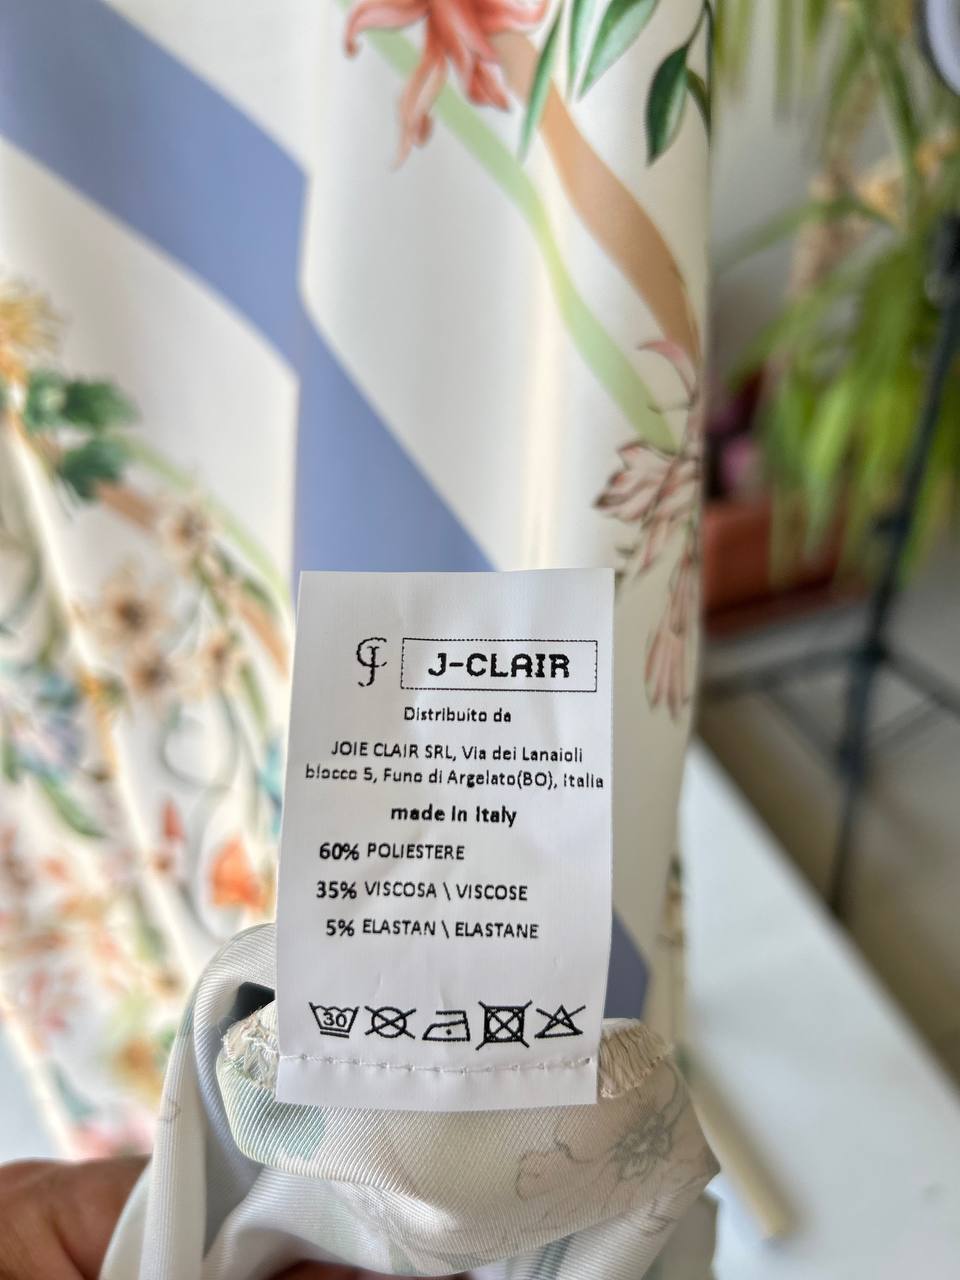 J-CLAIR
Distribuito da
JOIE CLAIR SRL, Via dei Lanaioli
blocco 5, Funo di Argelato(BO), Italia
made in Italy
60% POLIESTERE
35% VISCOSA \ VISCOSE
5% ELASTAN \ ELASTANE
30